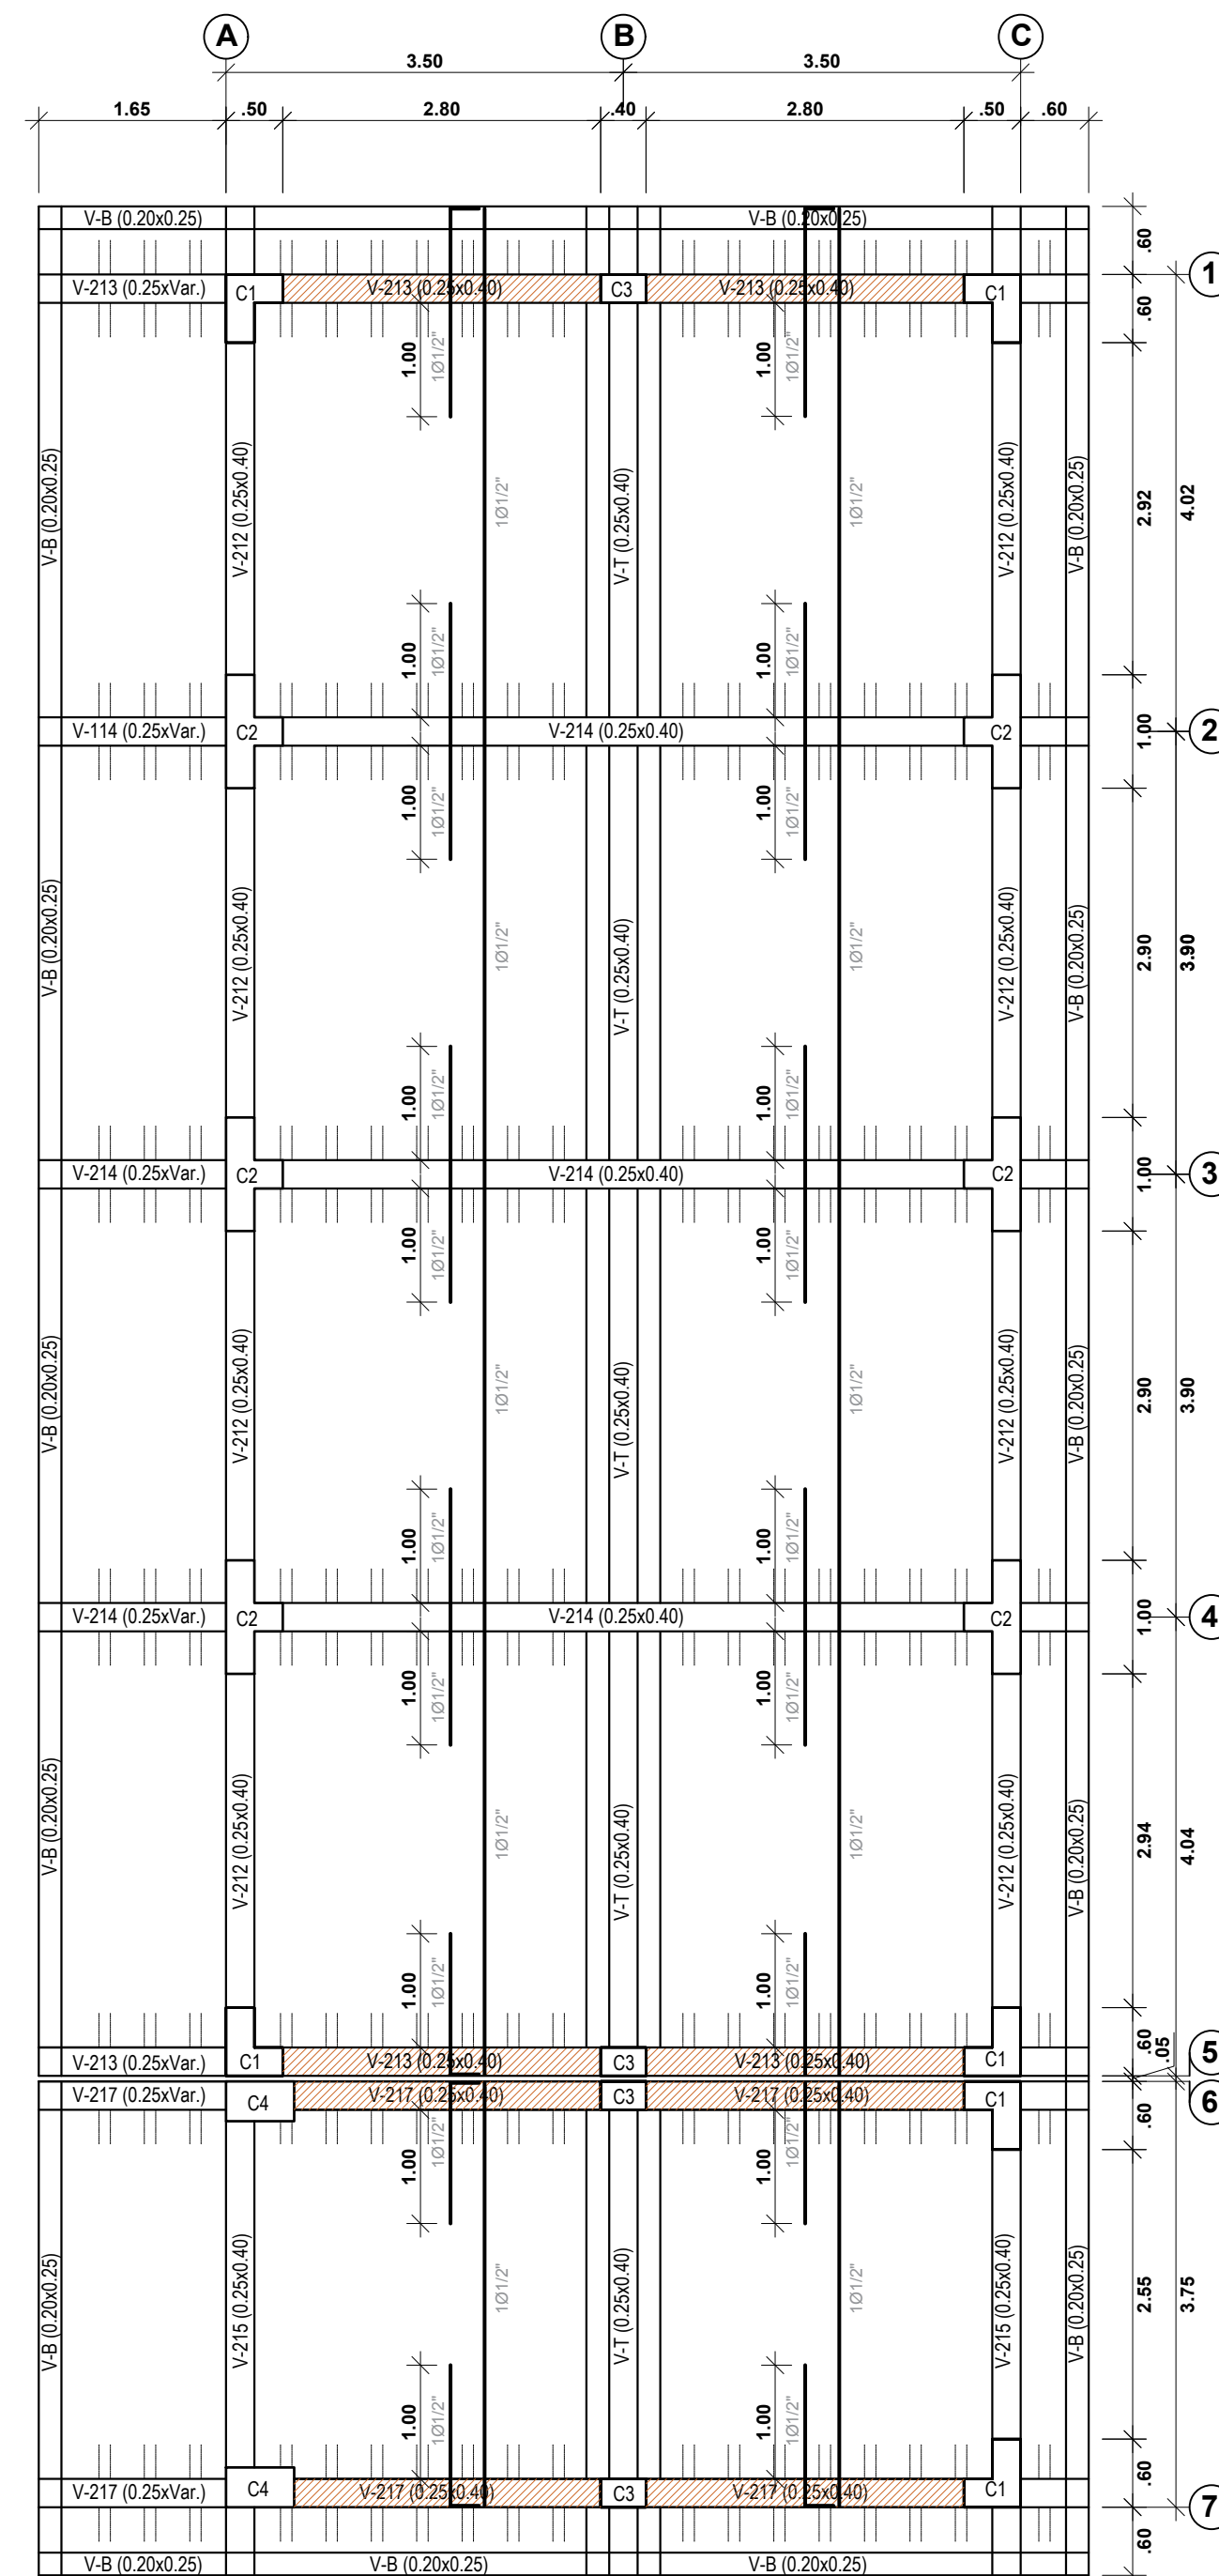 A
B
C
3.50
3.50
1.65
.50
2.80
.40
2.80
.50
.60
V-B (0.20x0.25)
V-B (0.20x0.25)
.60
1
V-213 (0.25xVar.)
C1
V-213 (0.25x0.40)
C3
V-213 (0.25x0.40)
C1
.60
1.00
1Ø1/2"
1.00
1Ø1/2"
V-B (0.20x0.25)
V-212 (0.25x0.40)
1Ø1/2"
V-T (0.25x0.40)
1Ø1/2"
V-212 (0.25x0.40)
V-B (0.20x0.25)
2.92
4.02
1.00
1Ø1/2"
1.00
1Ø1/2"
V-114 (0.25xVar.)
C2
V-214 (0.25x0.40)
C2
1.00
2
1.00
1Ø1/2"
1.00
1Ø1/2"
V-B (0.20x0.25)
V-212 (0.25x0.40)
1Ø1/2"
V-T (0.25x0.40)
1Ø1/2"
V-212 (0.25x0.40)
V-B (0.20x0.25)
2.90
3.90
1.00
1Ø1/2"
1.00
1Ø1/2"
V-214 (0.25xVar.)
C2
V-214 (0.25x0.40)
C2
1.00
3
1.00
1Ø1/2"
1.00
1Ø1/2"
V-B (0.20x0.25)
V-212 (0.25x0.40)
1Ø1/2"
V-T (0.25x0.40)
1Ø1/2"
V-212 (0.25x0.40)
V-B (0.20x0.25)
2.90
3.90
1.00
1Ø1/2"
1.00
1Ø1/2"
V-214 (0.25xVar.)
C2
V-214 (0.25x0.40)
C2
1.00
4
1.00
1Ø1/2"
1.00
1Ø1/2"
V-B (0.20x0.25)
V-212 (0.25x0.40)
1Ø1/2"
V-T (0.25x0.40)
1Ø1/2"
V-212 (0.25x0.40)
V-B (0.20x0.25)
2.94
4.04
1.00
1Ø1/2"
1.00
1Ø1/2"
.60
.05
5
V-213 (0.25xVar.)
C1
V-213 (0.25x0.40)
C3
V-213 (0.25x0.40)
C1
V-217 (0.25xVar.)
C4
V-217 (0.25x0.40)
C3
V-217 (0.25x0.40)
C1
6
.60
1.00
1Ø1/2"
1.00
1Ø1/2"
V-B (0.20x0.25)
V-215 (0.25x0.40)
1Ø1/2"
V-T (0.25x0.40)
1Ø1/2"
V-215 (0.25x0.40)
V-B (0.20x0.25)
2.55
3.75
1.00
1Ø1/2"
1.00
1Ø1/2"
.60
V-217 (0.25xVar.)
C4
V-217 (0.25x0.40)
C3
V-217 (0.25x0.40)
C1
7
.60
V-B (0.20x0.25)
V-B (0.20x0.25)
V-B (0.20x0.25)